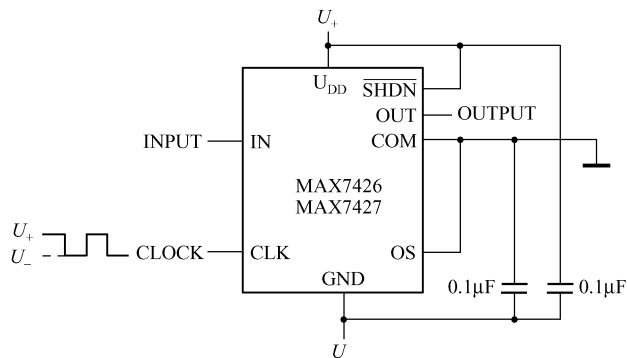 U+
UDD
SHDN
OUT
OUTPUT
INPUT
IN
COM
MAX7426
MAX7427
U+
U−
CLOCK
CLK
OS
GND
0.1μF
0.1μF
U